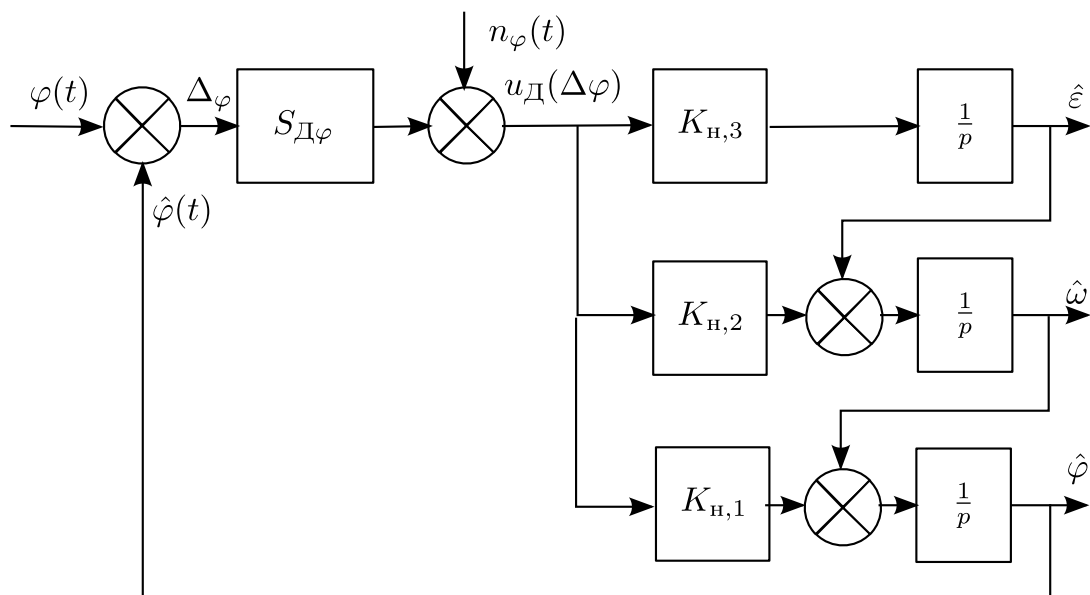 n_φ(t)
φ(t)
Δ_φ
S_Дφ
u_Д(Δφ)
K_н,3
1/p
ε̂
φ̂(t)
K_н,2
1/p
ω̂
K_н,1
1/p
φ̂